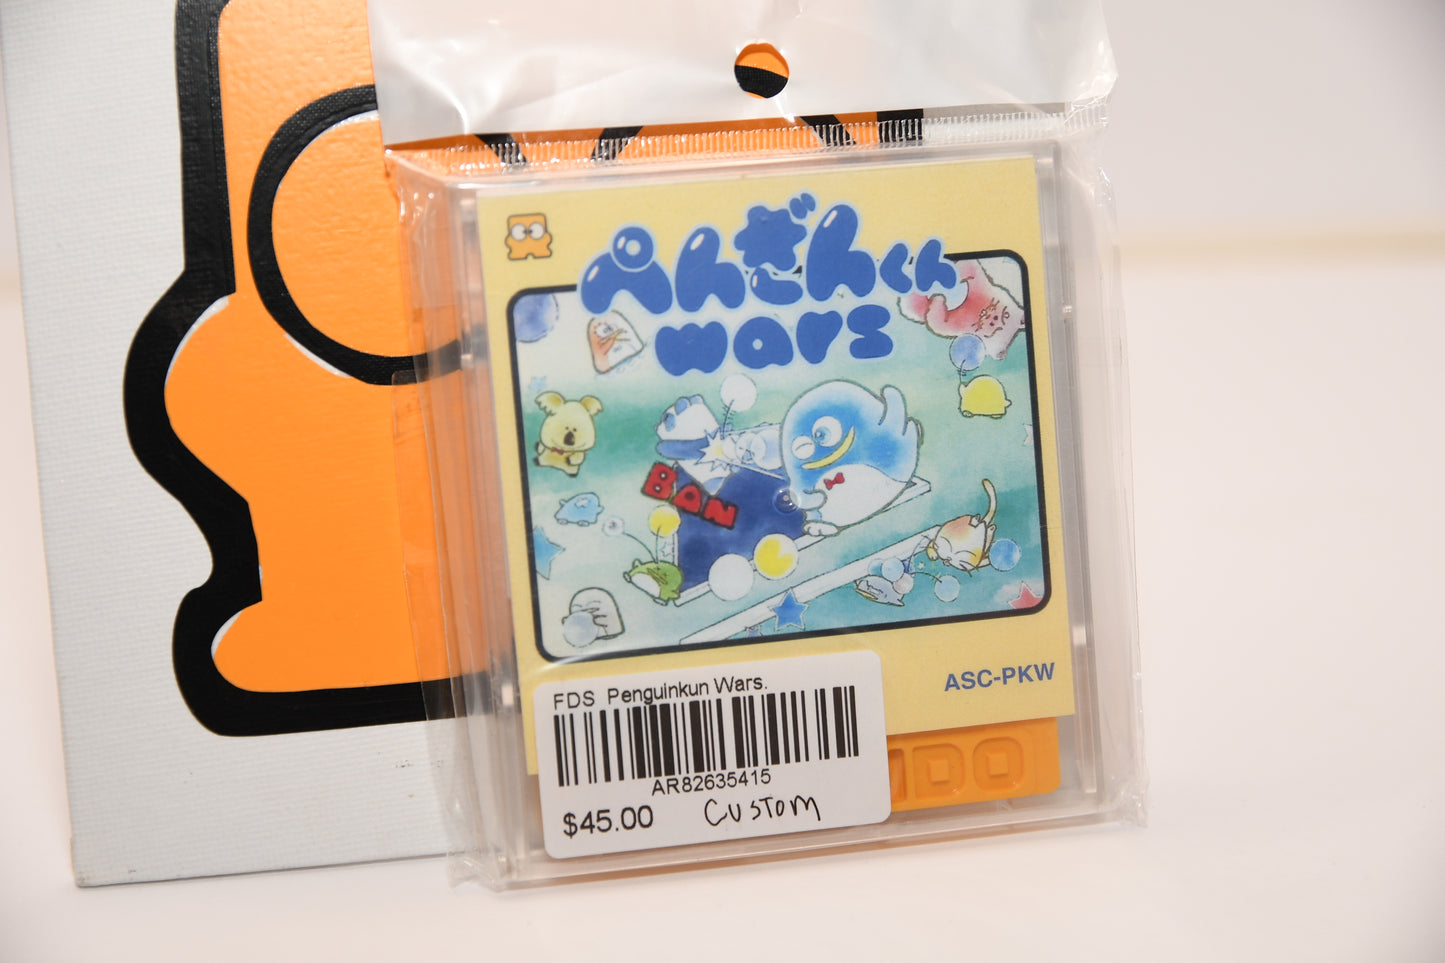 ぺんぎんくん
wars
BAN
ASC-PKW
FDS Penguinkun Wars.
AR82635415
$45.00 CUSTOM